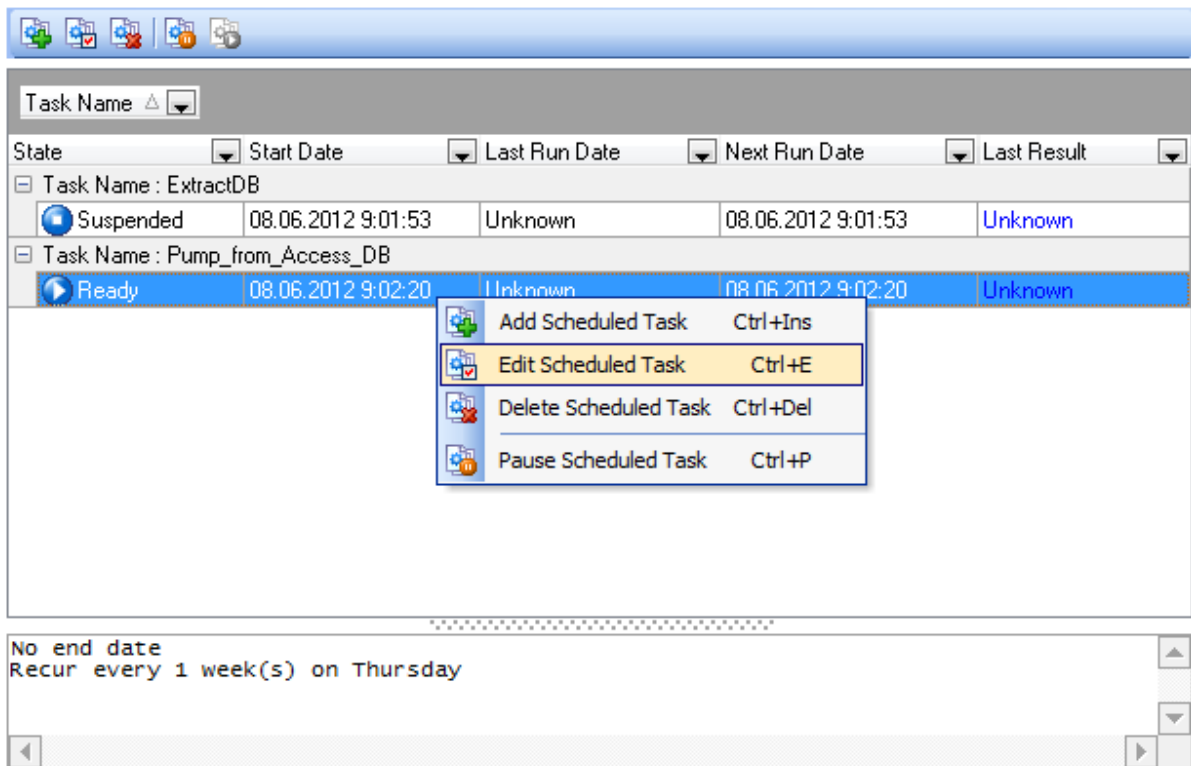 Task Name
State Start Date Last Run Date Next Run Date Last Result
Task Name : ExtractDB
Suspended 08.06.2012 9:01:53 Unknown 08.06.2012 9:01:53 Unknown
Task Name : Pump_from_Access_DB
Ready 08.06.2012 9:02:20 Unknown 08.06.2012 9:02:20 Unknown
Add Scheduled Task Ctrl+Ins
Edit Scheduled Task Ctrl+E
Delete Scheduled Task Ctrl+Del
Pause Scheduled Task Ctrl+P
No end date
Recur every 1 week(s) on Thursday